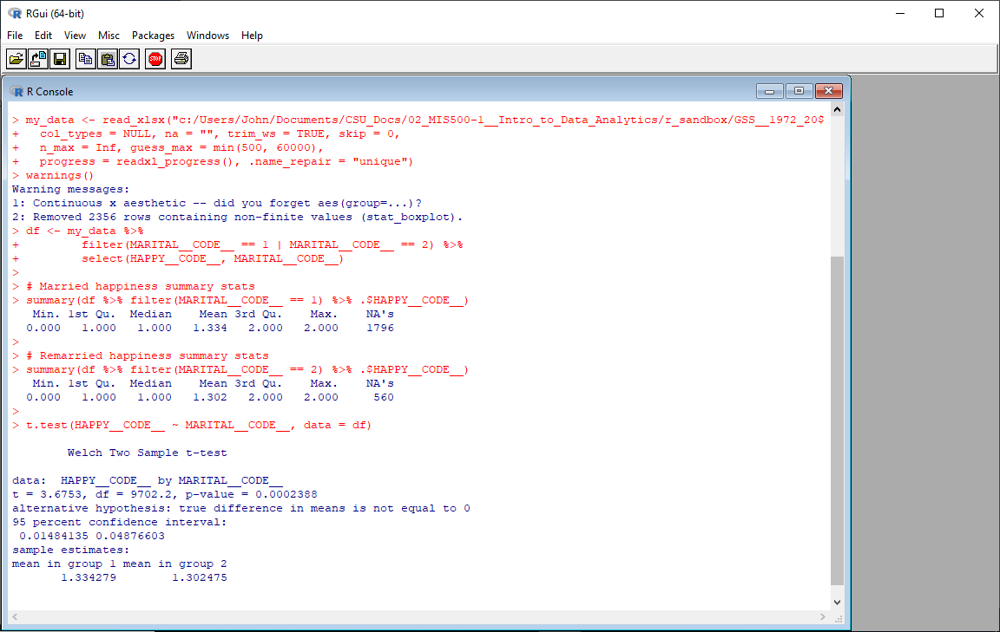 RGui (64-bit)
File Edit View Misc Packages Windows Help
STOP
R Console
> my_data <- read_xlsx("c:/Users/John/Documents/CSU_Docs/02_MIS500-1__Intro_to_Data_Analytics/r_sandbox/GSS__1972_20$
+   col_types = NULL, na = "", trim_ws = TRUE, skip = 0,
+   n_max = Inf, guess_max = min(500, 60000),
+   progress = readxl_progress(), .name_repair = "unique")
> warnings()
Warning messages:
1: Continuous x aesthetic -- did you forget aes(group=...)?
2: Removed 2356 rows containing non-finite values (stat_boxplot).
> df <- my_data %>%
+         filter(MARITAL__CODE__ == 1 | MARITAL__CODE__ == 2) %>%
+         select(HAPPY__CODE__, MARITAL__CODE__)
>
> # Married happiness summary stats
> summary(df %>% filter(MARITAL__CODE__ == 1) %>% .$HAPPY__CODE__)
   Min. 1st Qu.  Median    Mean 3rd Qu.    Max.    NA's
  0.000   1.000   1.000   1.334   2.000   2.000    1796
>
> # Remarried happiness summary stats
> summary(df %>% filter(MARITAL__CODE__ == 2) %>% .$HAPPY__CODE__)
   Min. 1st Qu.  Median    Mean 3rd Qu.    Max.    NA's
  0.000   1.000   1.000   1.302   2.000   2.000     560
>
> t.test(HAPPY__CODE__ ~ MARITAL__CODE__, data = df)
        Welch Two Sample t-test
data:  HAPPY__CODE__ by MARITAL__CODE__
t = 3.6753, df = 9702.2, p-value = 0.0002388
alternative hypothesis: true difference in means is not equal to 0
95 percent confidence interval:
 0.01484135 0.04876603
sample estimates:
mean in group 1 mean in group 2
       1.334279        1.302475